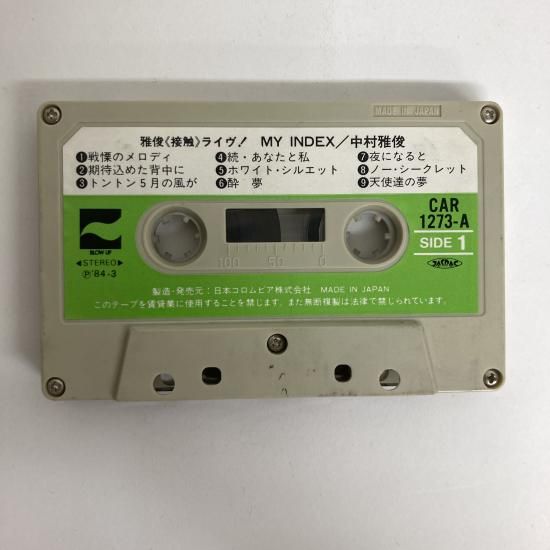 MADE IN JAPAN
雅俊《接触》ライヴ! MY INDEX/中村雅俊
❶戦慄のメロディ
❷期待込めた背中に
❸トントン5月の風が
❹続・あなたと私
❺ホワイト・シルエット
❻酔 夢
❼夜になると
❽ノー・シークレット
❾天使達の夢
BLOW UP
◀STEREO▶
Ⓟ'84-3
100 50 0
CAR
1273-A
SIDE 1
JASRAC
製造・発売元:日本コロムビア株式会社 MADE IN JAPAN
このテープを賃貸業に使用することを禁じます。また無断複製は法律で禁じられています。